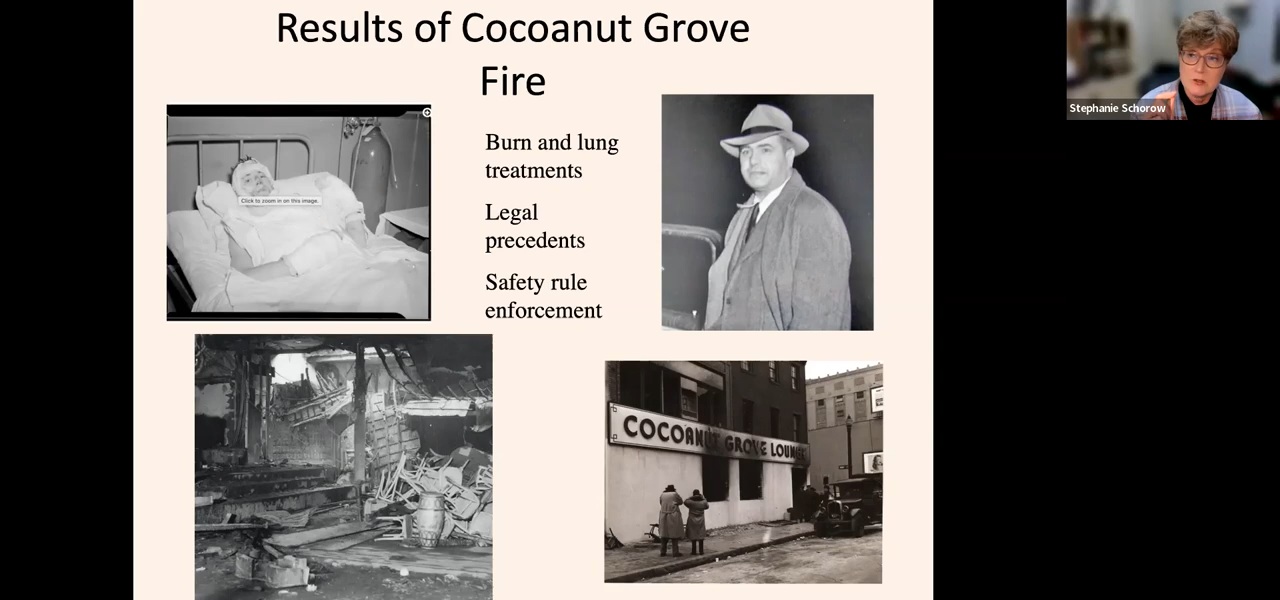 Results of Cocoanut Grove
Fire
Stephanie Schorow
Burn and lung
treatments
Legal
precedents
Safety rule
enforcement
Click to zoom in on this image.
COCOANUT GROVE LOUNGE